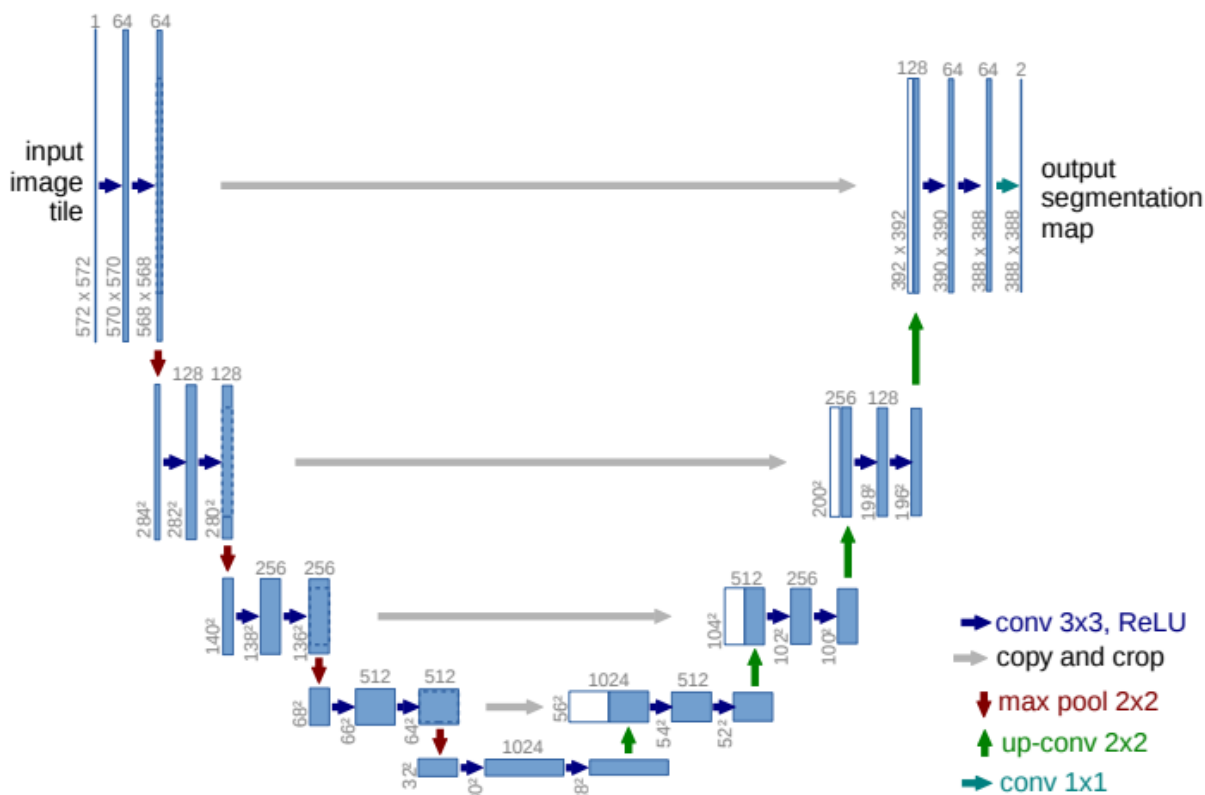 1 64 64
128 64 64 2
input
image
tile
output
segmentation
map
572 x 572
570 x 570
568 x 568
392 x 392
390 x 390
388 x 388
388 x 388
128 128
256 128
284²
282²
280²
200²
198²
196²
256 256
512 256
140²
138²
136²
104²
102²
100²
512 512
1024 512
68²
66²
64²
56²
54²
52²
1024
32²
conv 3x3, ReLU
copy and crop
max pool 2x2
up-conv 2x2
conv 1x1